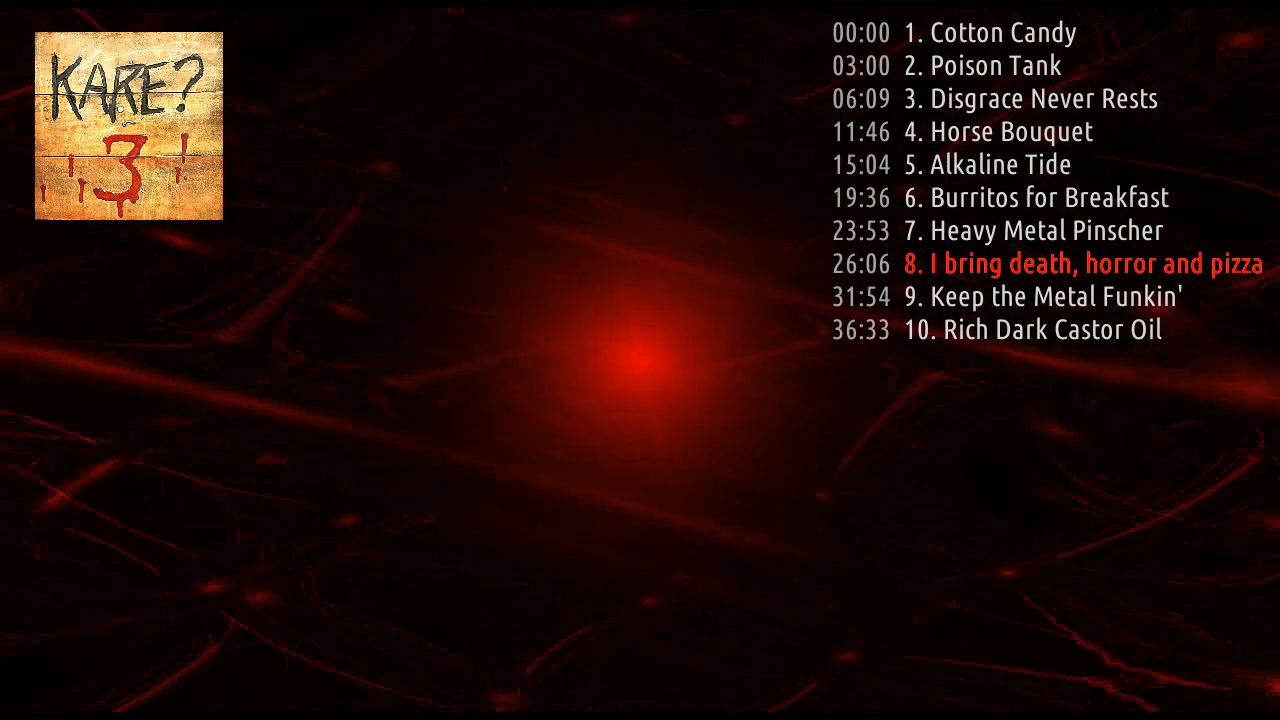 KARE?
3
00:00 1. Cotton Candy
03:00 2. Poison Tank
06:09 3. Disgrace Never Rests
11:46 4. Horse Bouquet
15:04 5. Alkaline Tide
19:36 6. Burritos for Breakfast
23:53 7. Heavy Metal Pinscher
26:06 8. I bring death, horror and pizza
31:54 9. Keep the Metal Funkin'
36:33 10. Rich Dark Castor Oil